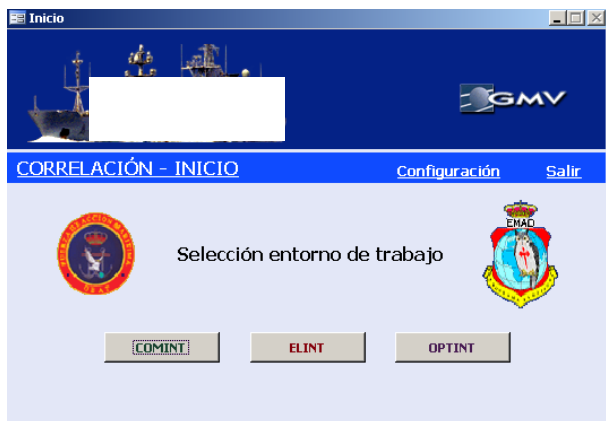 Inicio
GMV
CORRELACIÓN - INICIO
Configuración
Salir
EMAD
Selección entorno de trabajo
COMINT
ELINT
OPTINT